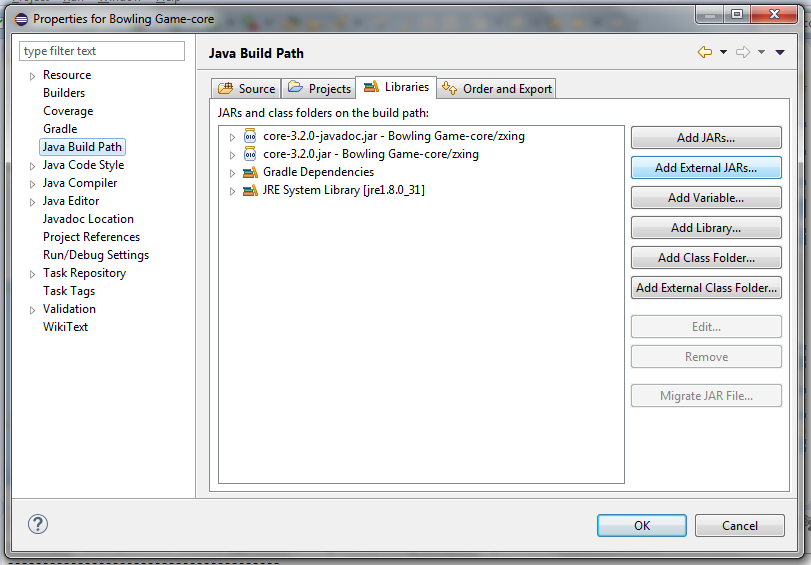 Properties for Bowling Game-core
type filter text
Resource
Builders
Coverage
Gradle
Java Build Path
Java Code Style
Java Compiler
Java Editor
Javadoc Location
Project References
Run/Debug Settings
Task Repository
Task Tags
Validation
WikiText
Java Build Path
Source
Projects
Libraries
Order and Export
JARs and class folders on the build path:
core-3.2.0-javadoc.jar - Bowling Game-core/zxing
core-3.2.0.jar - Bowling Game-core/zxing
Gradle Dependencies
JRE System Library [jre1.8.0_31]
Add JARs...
Add External JARs...
Add Variable...
Add Library...
Add Class Folder...
Add External Class Folder...
Edit...
Remove
Migrate JAR File...
OK
Cancel